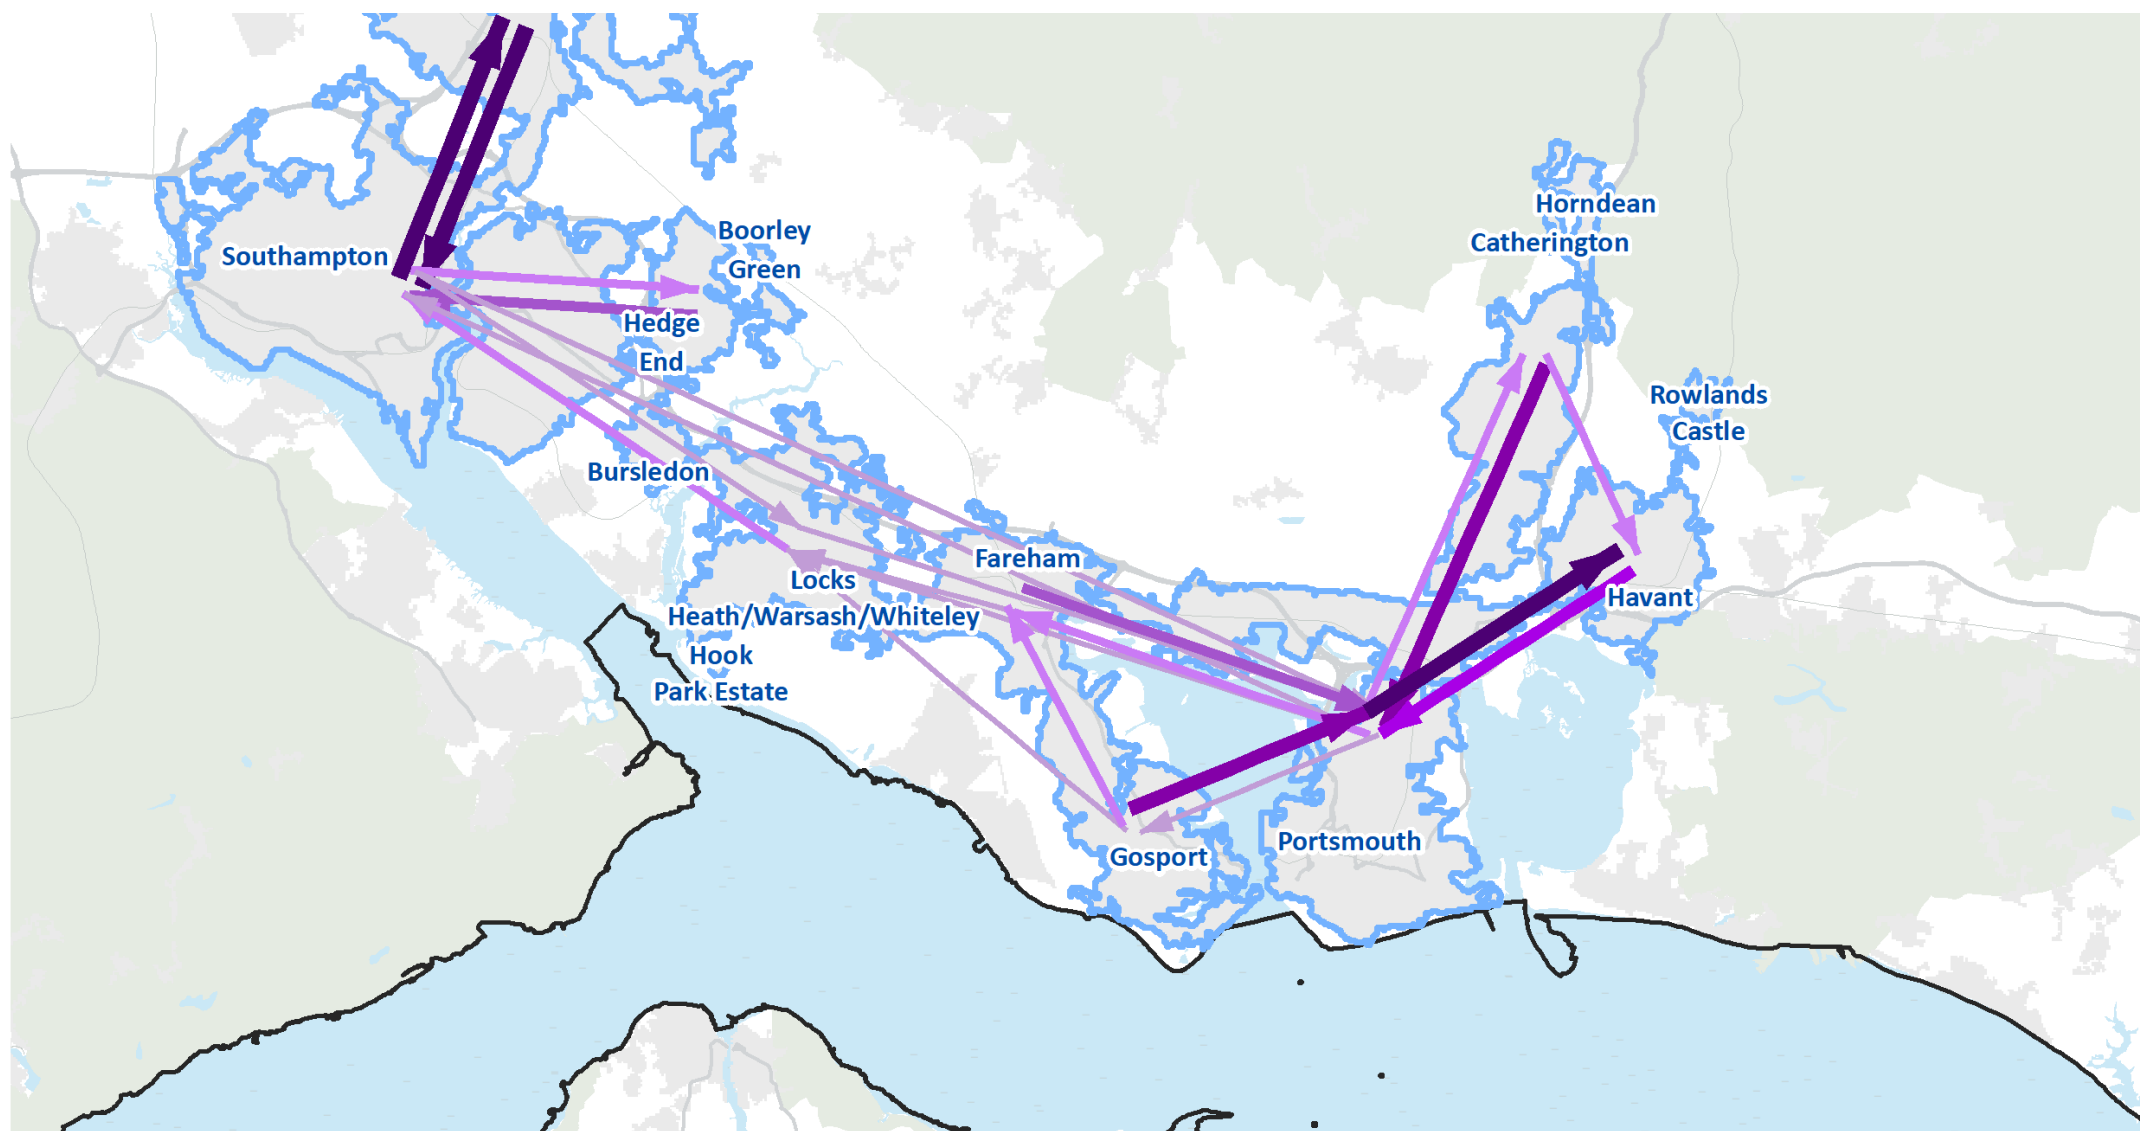 Horndean
Catherington
Boorley
Green
Southampton
Hedge
End
Rowlands
Castle
Bursledon
Fareham
Locks
Heath/Warsash/Whiteley
Hook
Park Estate
Havant
Portsmouth
Gosport